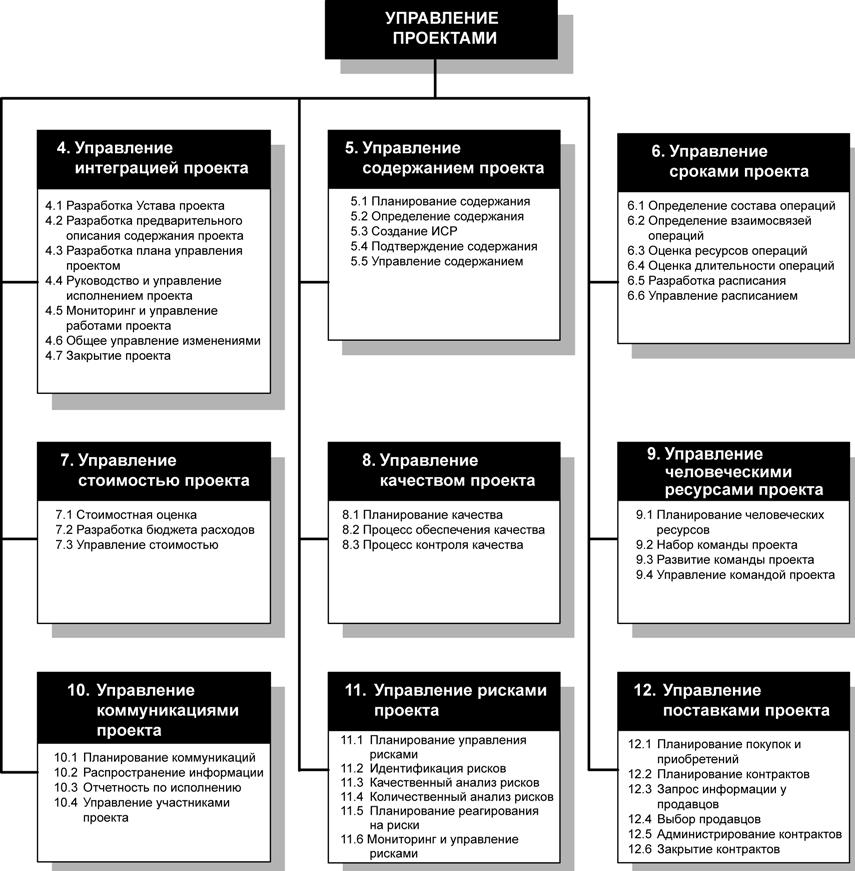 УПРАВЛЕНИЕ
ПРОЕКТАМИ
4. Управление
интеграцией проекта
4.1 Разработка Устава проекта
4.2 Разработка предварительного
описания содержания проекта
4.3 Разработка плана управления
проектом
4.4 Руководство и управление
исполнением проекта
4.5 Мониторинг и управление
работами проекта
4.6 Общее управление изменениями
4.7 Закрытие проекта
5. Управление
содержанием проекта
5.1 Планирование содержания
5.2 Определение содержания
5.3 Создание ИСР
5.4 Подтверждение содержания
5.5 Управление содержанием
6. Управление
сроками проекта
6.1 Определение состава операций
6.2 Определение взаимосвязей
операций
6.3 Оценка ресурсов операций
6.4 Оценка длительности операций
6.5 Разработка расписания
6.6 Управление расписанием
7. Управление
стоимостью проекта
7.1 Стоимостная оценка
7.2 Разработка бюджета расходов
7.3 Управление стоимостью
8. Управление
качеством проекта
8.1 Планирование качества
8.2 Процесс обеспечения качества
8.3 Процесс контроля качества
9. Управление
человеческими
ресурсами проекта
9.1 Планирование человеческих
ресурсов
9.2 Набор команды проекта
9.3 Развитие команды проекта
9.4 Управление командой проекта
10. Управление
коммуникациями
проекта
10.1 Планирование коммуникаций
10.2 Распространение информации
10.3 Отчетность по исполнению
10.4 Управление участниками
проекта
11. Управление рисками
проекта
11.1 Планирование управления
рисками
11.2 Идентификация рисков
11.3 Качественный анализ рисков
11.4 Количественный анализ рисков
11.5 Планирование реагирования
на риски
11.6 Мониторинг и управление
рисками
12. Управление
поставками проекта
12.1 Планирование покупок и
приобретений
12.2 Планирование контрактов
12.3 Запрос информации у
продавцов
12.4 Выбор продавцов
12.5 Администрирование контрактов
12.6 Закрытие контрактов